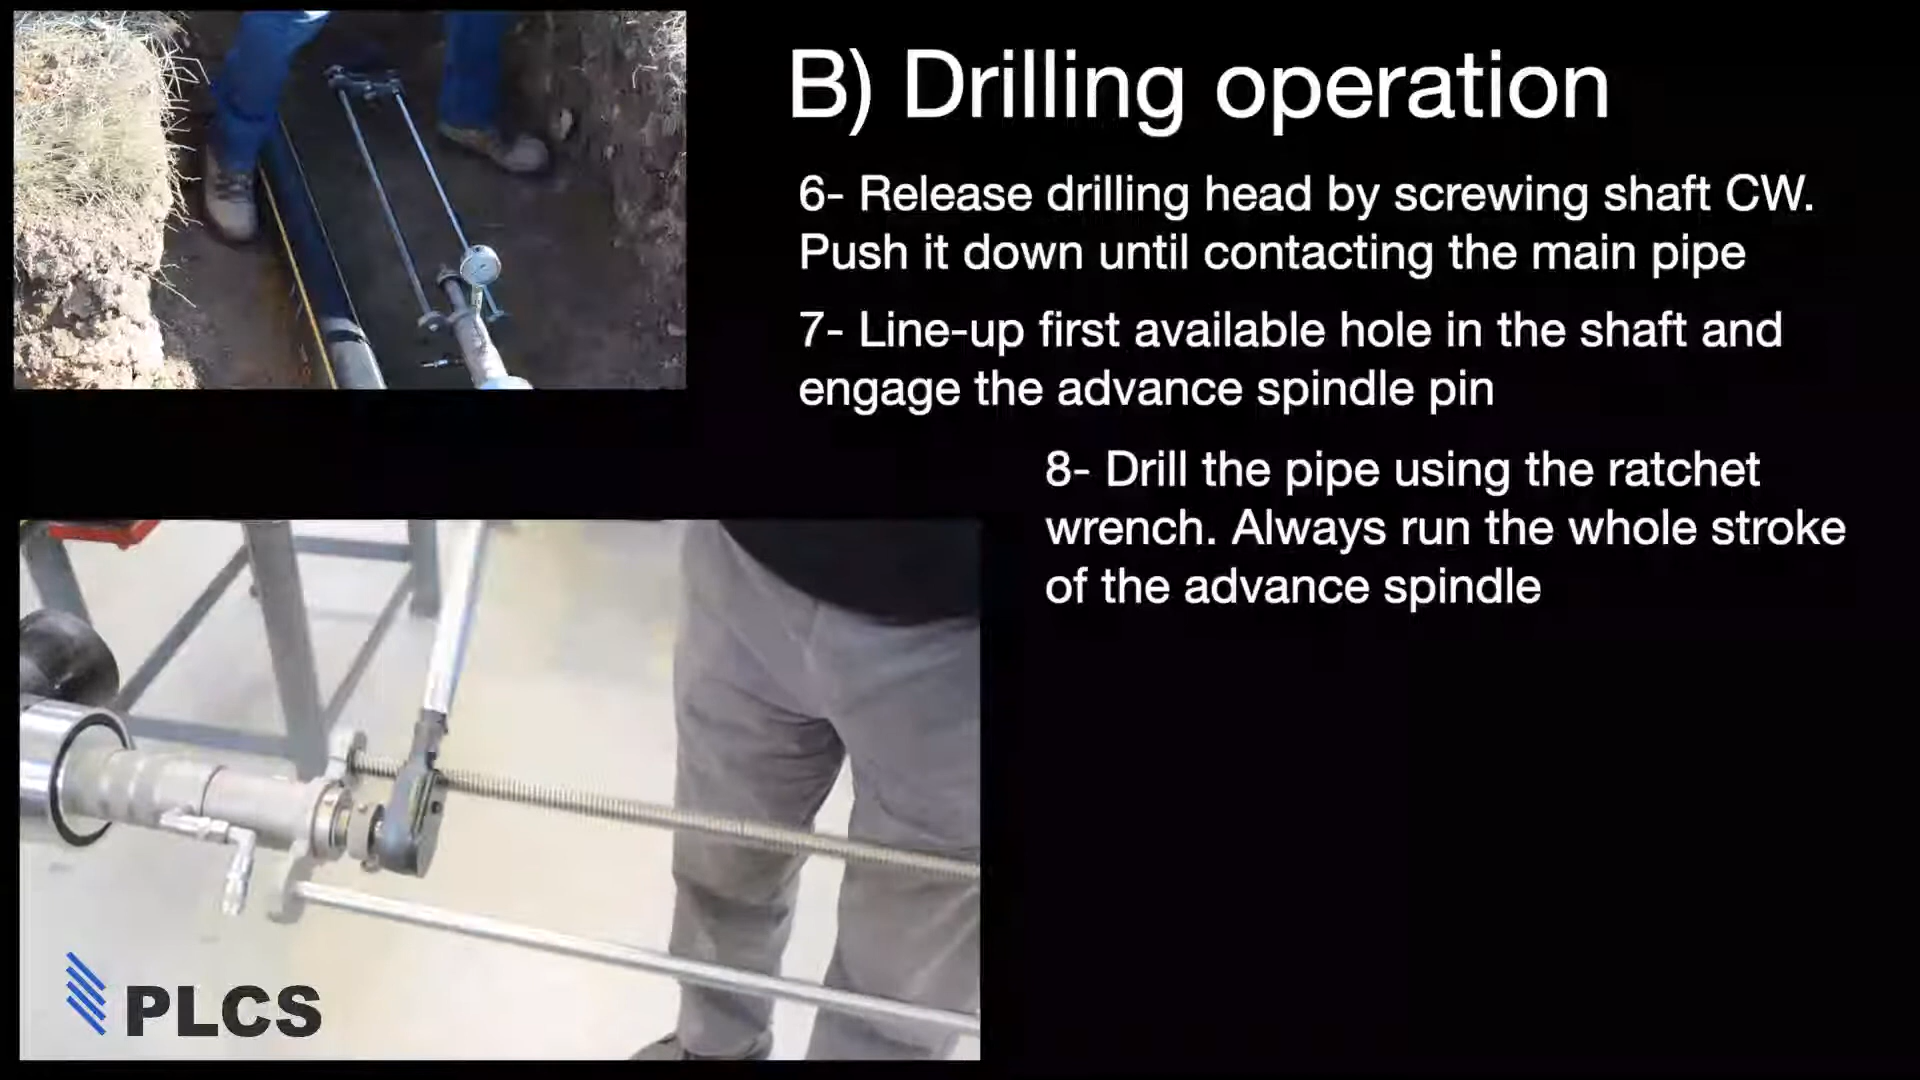 B) Drilling operation
6- Release drilling head by screwing shaft CW.
Push it down until contacting the main pipe
7- Line-up first available hole in the shaft and
engage the advance spindle pin
8- Drill the pipe using the ratchet
wrench. Always run the whole stroke
of the advance spindle
PLCS